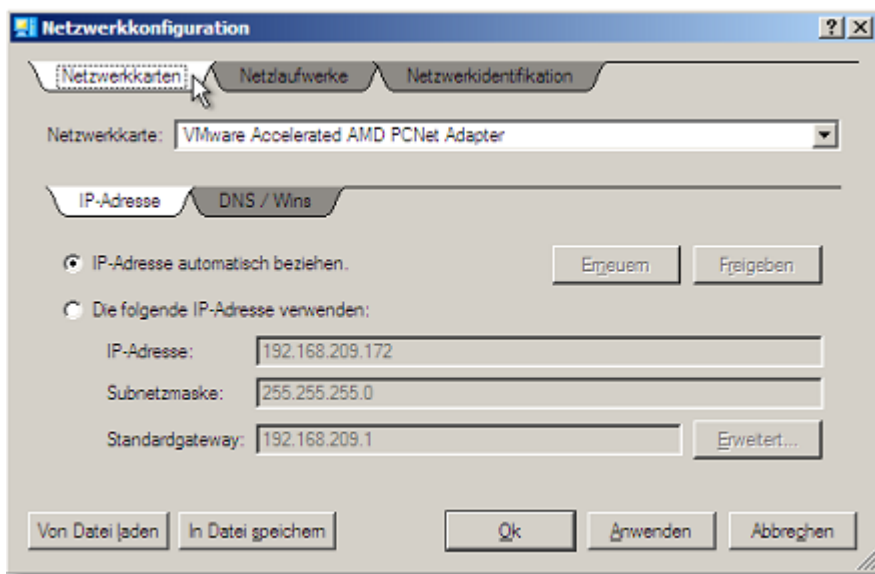 Netzwerkkonfiguration
Netzwerkkarten Netzlaufwerke Netzwerkidentifikation
Netzwerkkarte: VMware Accelerated AMD PCNet Adapter
IP-Adresse DNS / Wins
IP-Adresse automatisch beziehen. Erneuern Freigeben
Die folgende IP-Adresse verwenden:
IP-Adresse: 192.168.209.172
Subnetzmaske: 255.255.255.0
Standardgateway: 192.168.209.1 Erweitert...
Von Datei laden In Datei speichern Ok Anwenden Abbrechen